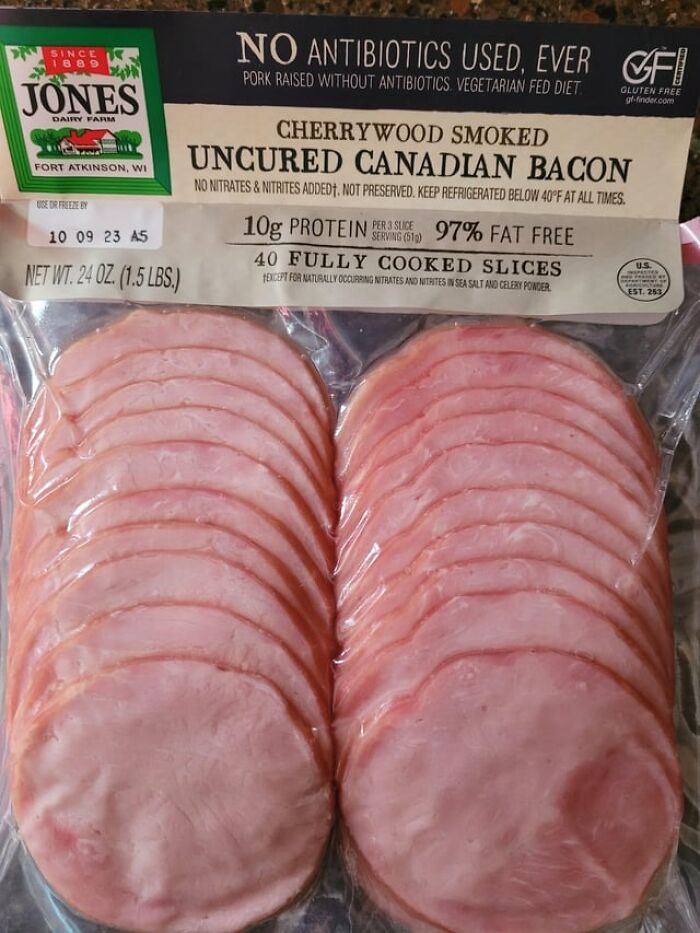 SINCE
1889
JONES
DAIRY FARM
FORT ATKINSON, WI
NO ANTIBIOTICS USED, EVER
PORK RAISED WITHOUT ANTIBIOTICS. VEGETARIAN FED DIET.
GF
CERTIFIED
GLUTEN FREE
gf-finder.com
CHERRYWOOD SMOKED
UNCURED CANADIAN BACON
NO NITRATES & NITRITES ADDED†. NOT PRESERVED. KEEP REFRIGERATED BELOW 40°F AT ALL TIMES.
USE OR FREEZE BY
10 09 23 A5
NET WT. 24 OZ. (1.5 LBS.)
10g PROTEIN PER 3 SLICE SERVING (51g) 97% FAT FREE
40 FULLY COOKED SLICES
†EXCEPT FOR NATURALLY OCCURRING NITRATES AND NITRITES IN SEA SALT AND CELERY POWDER.
U.S.
INSPECTED
AND PASSED BY
DEPARTMENT OF
AGRICULTURE
EST. 263